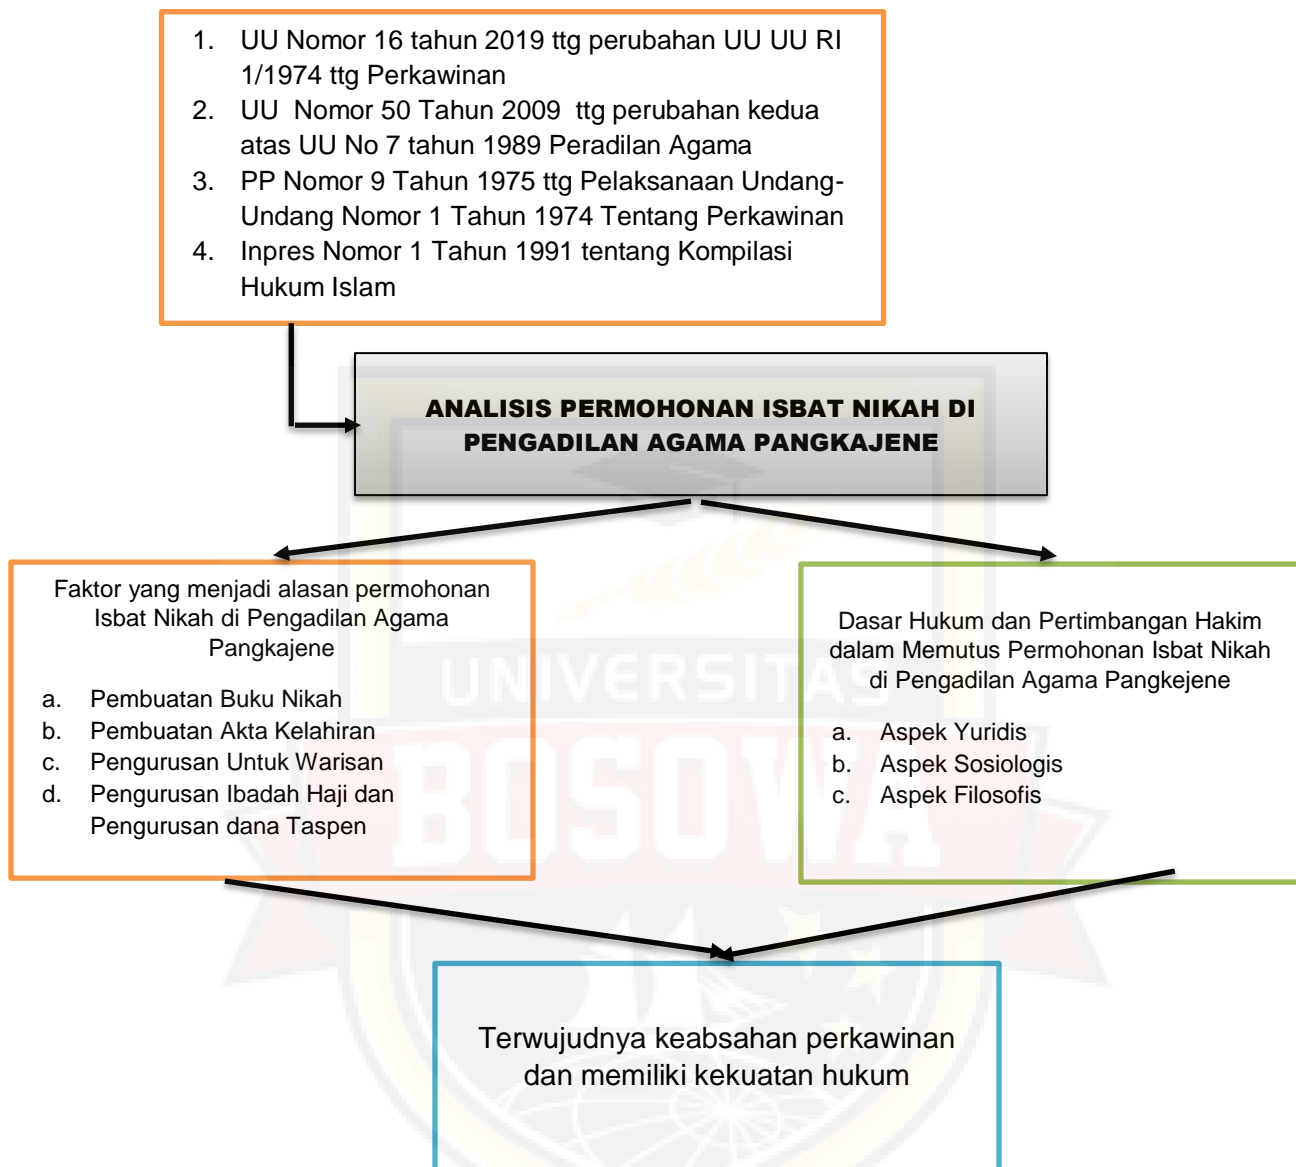 1. UU Nomor 16 tahun 2019 ttg perubahan UU UU RI
1/1974 ttg Perkawinan
2. UU Nomor 50 Tahun 2009 ttg perubahan kedua
atas UU No 7 tahun 1989 Peradilan Agama
3. PP Nomor 9 Tahun 1975 ttg Pelaksanaan Undang-
Undang Nomor 1 Tahun 1974 Tentang Perkawinan
4. Inpres Nomor 1 Tahun 1991 tentang Kompilasi
Hukum Islam
ANALISIS PERMOHONAN ISBAT NIKAH DI
PENGADILAN AGAMA PANGKAJENE
Faktor yang menjadi alasan permohonan
Isbat Nikah di Pengadilan Agama
Pangkajene
a. Pembuatan Buku Nikah
b. Pembuatan Akta Kelahiran
c. Pengurusan Untuk Warisan
d. Pengurusan Ibadah Haji dan
Pengurusan dana Taspen
Dasar Hukum dan Pertimbangan Hakim
dalam Memutus Permohonan Isbat Nikah
di Pengadilan Agama Pangkejene
a. Aspek Yuridis
b. Aspek Sosiologis
c. Aspek Filosofis
UNIVERSITAS
BOSOWA
Terwujudnya keabsahan perkawinan
dan memiliki kekuatan hukum